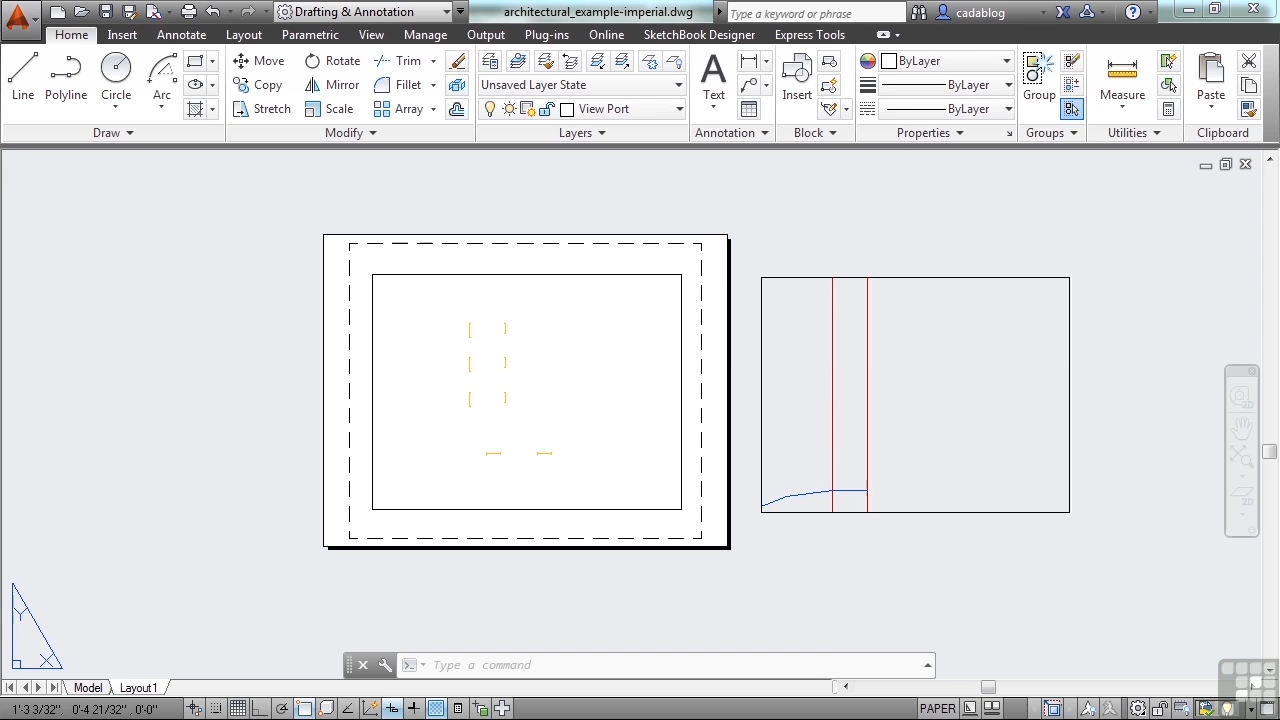 Drafting & Annotation
architectural_example-imperial.dwg
Type a keyword or phrase
cadablog
Home Insert Annotate Layout Parametric View Manage Output Plug-ins Online SketchBook Designer Express Tools
Line Polyline Circle Arc
Move Rotate Trim
Copy Mirror Fillet
Stretch Scale Array
Unsaved Layer State
View Port
Text
Insert
ByLayer
ByLayer
ByLayer
Group
Measure
Paste
Draw Modify Layers Annotation Block Properties Groups Utilities Clipboard
2D
2D
Y
X
Type a command
Model Layout1
1'-3 3/32", 0'-4 21/32", 0'-0" PAPER